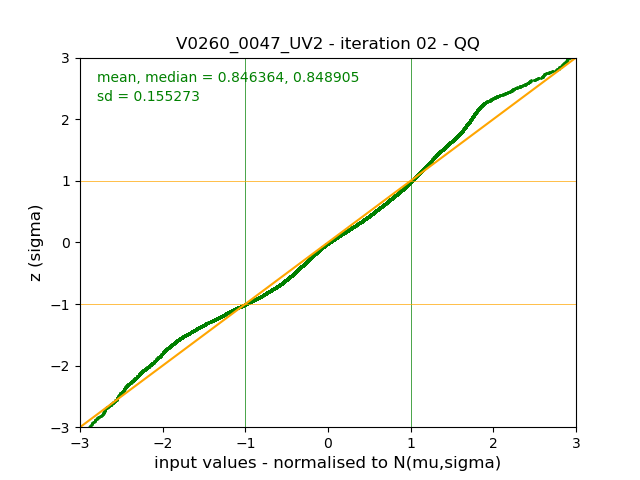 V0260_0047_UV2 - iteration 02 - QQ
mean, median = 0.846364, 0.848905
sd = 0.155273
z (sigma)
3
2
1
0
−1
−2
−3
−3 −2 −1 0 1 2 3
input values - normalised to N(mu,sigma)